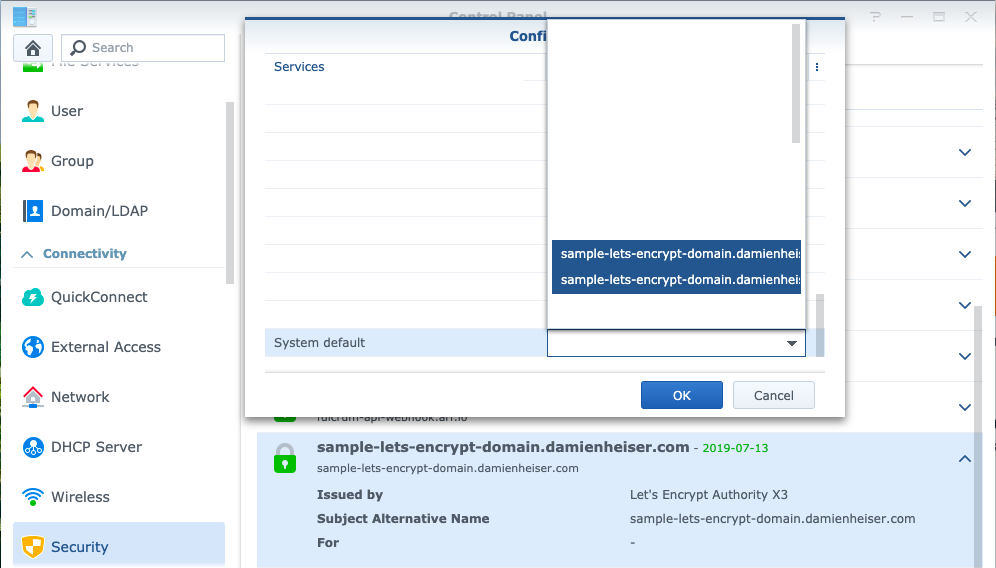 Control Panel
Search
File Services
User
Group
Domain/LDAP
Connectivity
QuickConnect
External Access
Network
DHCP Server
Wireless
Security
Confi
Services
sample-lets-encrypt-domain.damienhei
sample-lets-encrypt-domain.damienhei
System default
OK
Cancel
fulcrum-api-webhook.arf.io
sample-lets-encrypt-domain.damienheiser.com - 2019-07-13
sample-lets-encrypt-domain.damienheiser.com
Issued by Let's Encrypt Authority X3
Subject Alternative Name sample-lets-encrypt-domain.damienheiser.com
For -